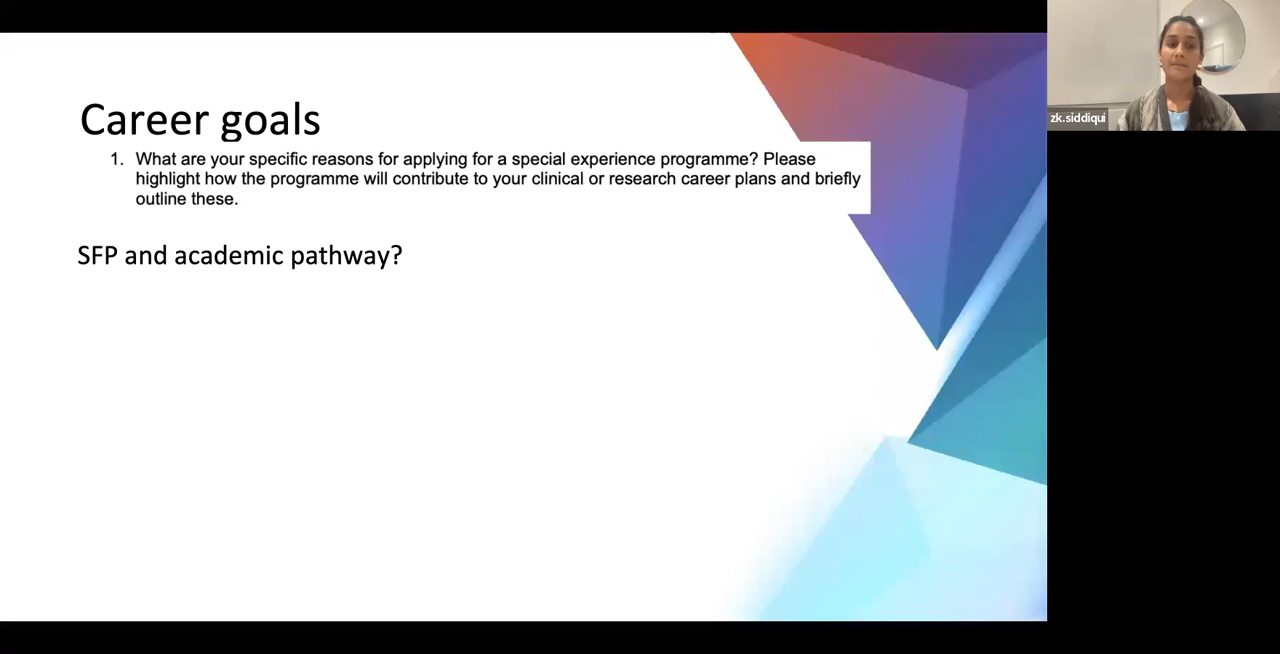 Career goals
1. What are your specific reasons for applying for a special experience programme? Please
highlight how the programme will contribute to your clinical or research career plans and briefly
outline these.
SFP and academic pathway?
zk.siddiqui